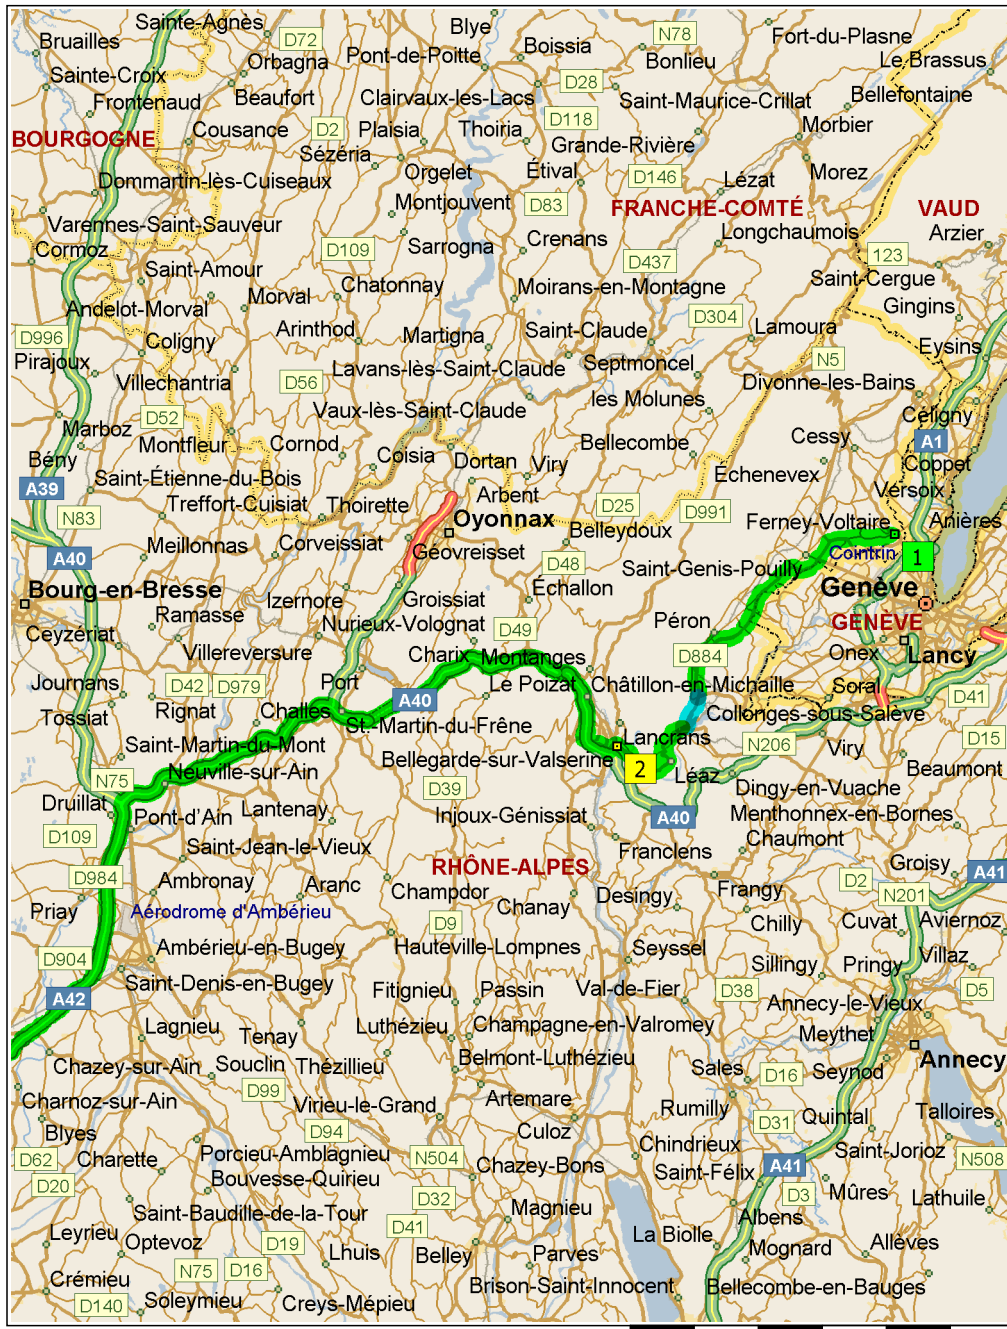 Sainte-Agnès
Blye
Bruailles
D72
Orbagna
Pont-de-Poitte
Boissia
N78
Bonlieu
Fort-du-Plasne
Le Brassus
Sainte-Croix
Frontenaud
Beaufort
Clairvaux-les-Lacs
D28
Saint-Maurice-Crillat
Bellefontaine
BOURGOGNE
Cousance
D2
Plaisia
Thoiria
D118
Grande-Rivière
Morbier
Sézéria
Orgelet
Étival
D146
Lézat
Morez
Dommartin-lès-Cuiseaux
Montjouvent
D83
FRANCHE-COMTÉ
VAUD
Varennes-Saint-Sauveur
Cormoz
D109
Sarrogna
Crenans
Longchaumois
Arzier
D437
123
Saint-Amour
Chatonnay
Moirans-en-Montagne
Saint-Cergue
Gingins
Andelot-Morval
Morval
D304
D996
Coligny
Arinthod
Martigna
Saint-Claude
Lamoura
Eysins
Pirajoux
Villechantria
D56
Lavans-lès-Saint-Claude
Septmoncel
N5
Divonne-les-Bains
D52
Vaux-lès-Saint-Claude
les Molunes
Céligny
Marboz
Montfleur
Cornod
Bellecombe
Cessy
A1
Bény
Coisia
Dortan
Viry
Échenevex
Coppet
A39
Saint-Étienne-du-Bois
Treffort-Cuisiat
Thoirette
Arbent
D25
D991
Versoix
N83
Oyonnax
Belleydoux
Ferney-Voltaire
Anières
A40
Meillonnas
Corveissiat
Géovreisset
D48
Saint-Genis-Pouilly
Cointrin
1
Bourg-en-Bresse
Izernore
Groissiat
Échallon
Genève
Ramasse
Nurieux-Volognat
D49
Péron
GENÈVE
Ceyzériat
Villereversure
Charix
Montanges
D884
Onex
Lancy
Journans
D42
D979
Port
A40
Le Poizat
Châtillon-en-Michaille
Soral
D41
Tossiat
Rignat
Challes
St.-Martin-du-Frêne
Collonges-sous-Salève
Saint-Martin-du-Mont
Lancrans
N206
Viry
D15
N75
Neuville-sur-Ain
Bellegarde-sur-Valserine
2
Léaz
Beaumont
Druillat
Lantenay
D39
Dingy-en-Vuache
D109
Pont-d'Ain
Injoux-Génissiat
A40
Menthonnex-en-Bornes
Chaumont
Saint-Jean-le-Vieux
Franclens
Groisy
D984
Ambronay
Aranc
RHÔNE-ALPES
Champdor
Desingy
Frangy
D2
A41
N201
Priay
Aérodrome d'Ambérieu
D9
Chanay
Chilly
Cuvat
Aviernoz
D904
Ambérieu-en-Bugey
Hauteville-Lompnes
Seyssel
Sillingy
Pringy
Villaz
A42
Saint-Denis-en-Bugey
Fitignieu
Passin
Val-de-Fier
D38
D5
Annecy-le-Vieux
Lagnieu
Tenay
Luthézieu
Champagne-en-Valromey
Meythet
Chazey-sur-Ain
Souclin
Thézillieu
Belmont-Luthézieu
Sales
D16
Seynod
Annecy
Charnoz-sur-Ain
D99
Virieu-le-Grand
Artemare
Rumilly
D31
Quintal
Talloires
Blyes
D94
Culoz
Chindrieux
Saint-Jorioz
D62
Charette
Porcieu-Amblagnieu
N504
Chazey-Bons
Saint-Félix
A41
N508
D20
Bouvesse-Quirieu
D32
D3
Mûres
Lathuile
Saint-Baudille-de-la-Tour
D41
Magnieu
Albens
Leyrieu
Optevoz
D19
Lhuis
Belley
Parves
La Biolle
Mognard
Allèves
Crémieu
N75
D16
Brison-Saint-Innocent
Bellecombe-en-Bauges
D140
Soleymieu
Creys-Mépieu